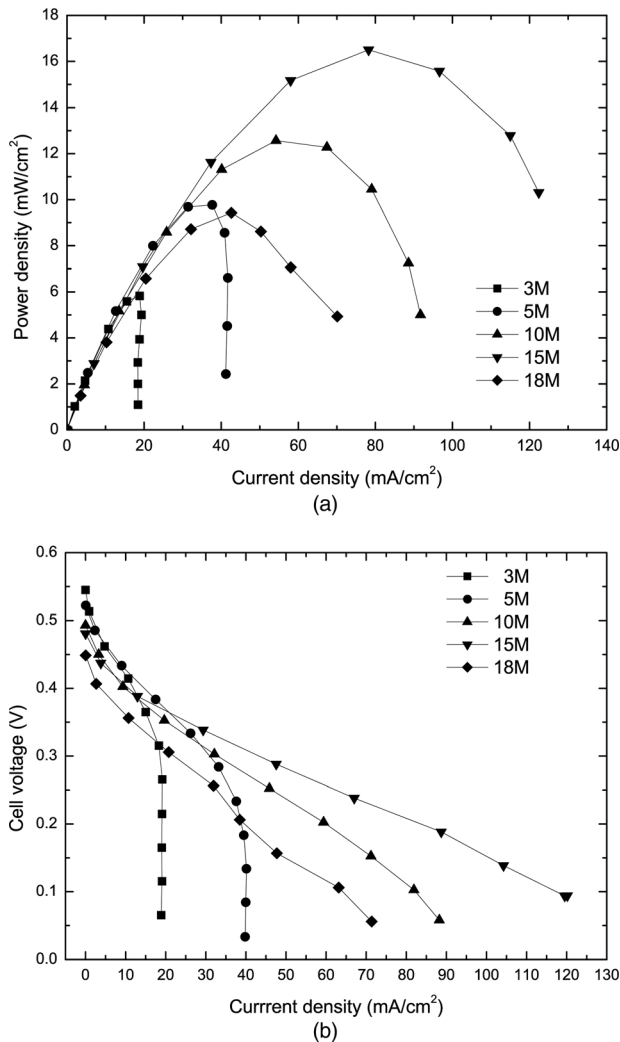 18
16
14
12
10
8
6
4
2
0
Power density (mW/cm²)
3M
5M
10M
15M
18M
0 20 40 60 80 100 120 140
Current density (mA/cm²)
(a)
0.6
0.5
0.4
0.3
0.2
0.1
0.0
Cell voltage (V)
3M
5M
10M
15M
18M
0 10 20 30 40 50 60 70 80 90 100 110 120 130
Currrent density (mA/cm²)
(b)